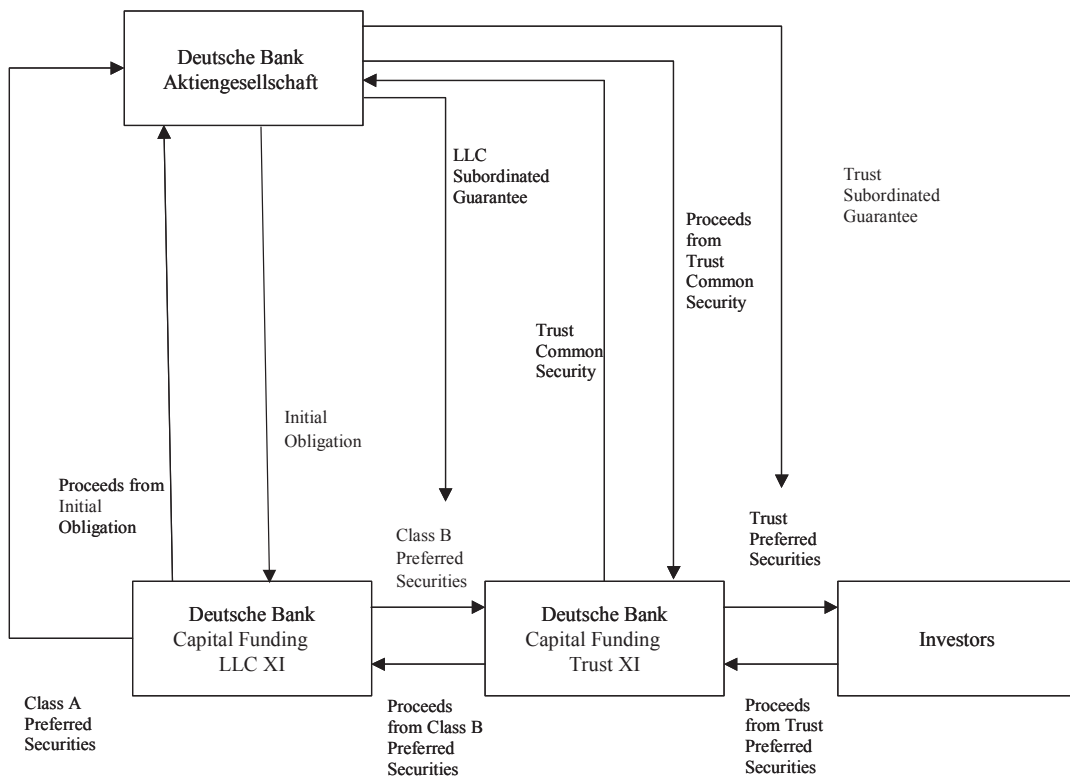 Deutsche Bank
Aktiengesellschaft
LLC
Subordinated
Guarantee
Trust
Subordinated
Guarantee
Proceeds
from
Trust
Common
Security
Trust
Common
Security
Initial
Obligation
Proceeds from
Initial
Obligation
Class B
Preferred
Securities
Trust
Preferred
Securities
Deutsche Bank
Capital Funding
LLC XI
Deutsche Bank
Capital Funding
Trust XI
Investors
Class A
Preferred
Securities
Proceeds
from Class B
Preferred
Securities
Proceeds
from Trust
Preferred
Securities